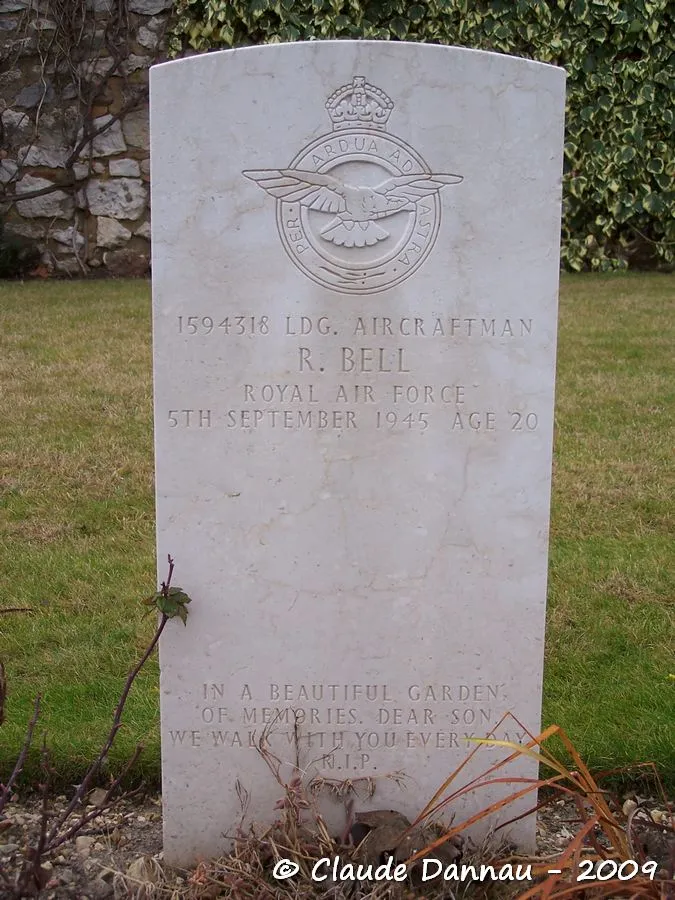 PER ARDUA AD ASTRA
1594318 LDG. AIRCRAFTMAN
R. BELL
ROYAL AIR FORCE
5TH SEPTEMBER 1945 AGE 20
IN A BEAUTIFUL GARDEN
OF MEMORIES, DEAR SON,
WE WALK WITH YOU EVERY DAY
R.I.P.
© Claude Dannau - 2009